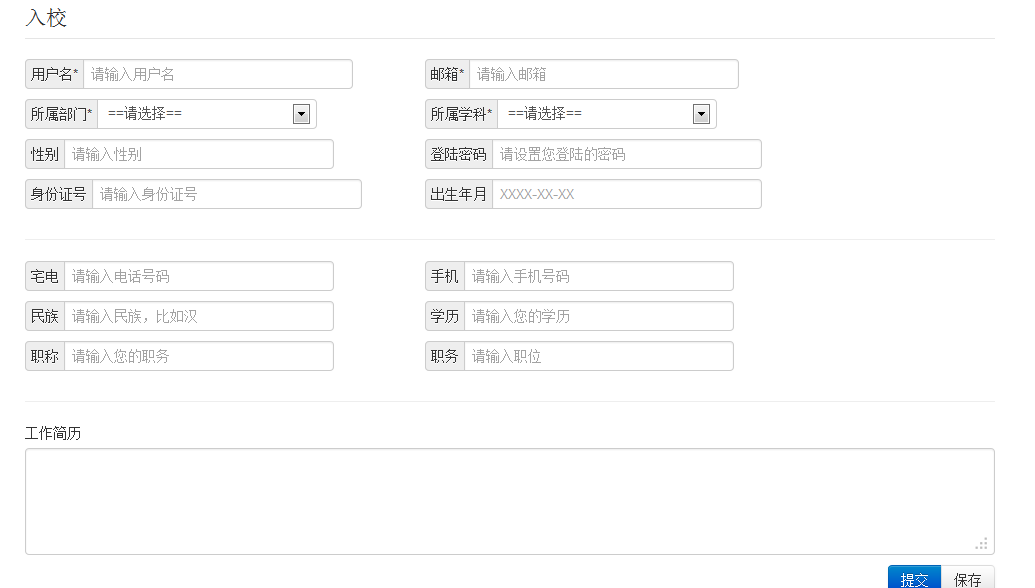 入校
用户名* 请输入用户名 邮箱* 请输入邮箱
所属部门* ==请选择== 所属学科* ==请选择==
性别 请输入性别 登陆密码 请设置您登陆的密码
身份证号 请输入身份证号 出生年月 XXXX-XX-XX
宅电 请输入电话号码 手机 请输入手机号码
民族 请输入民族，比如汉 学历 请输入您的学历
职称 请输入您的职务 职务 请输入职位
工作简历
提交 保存